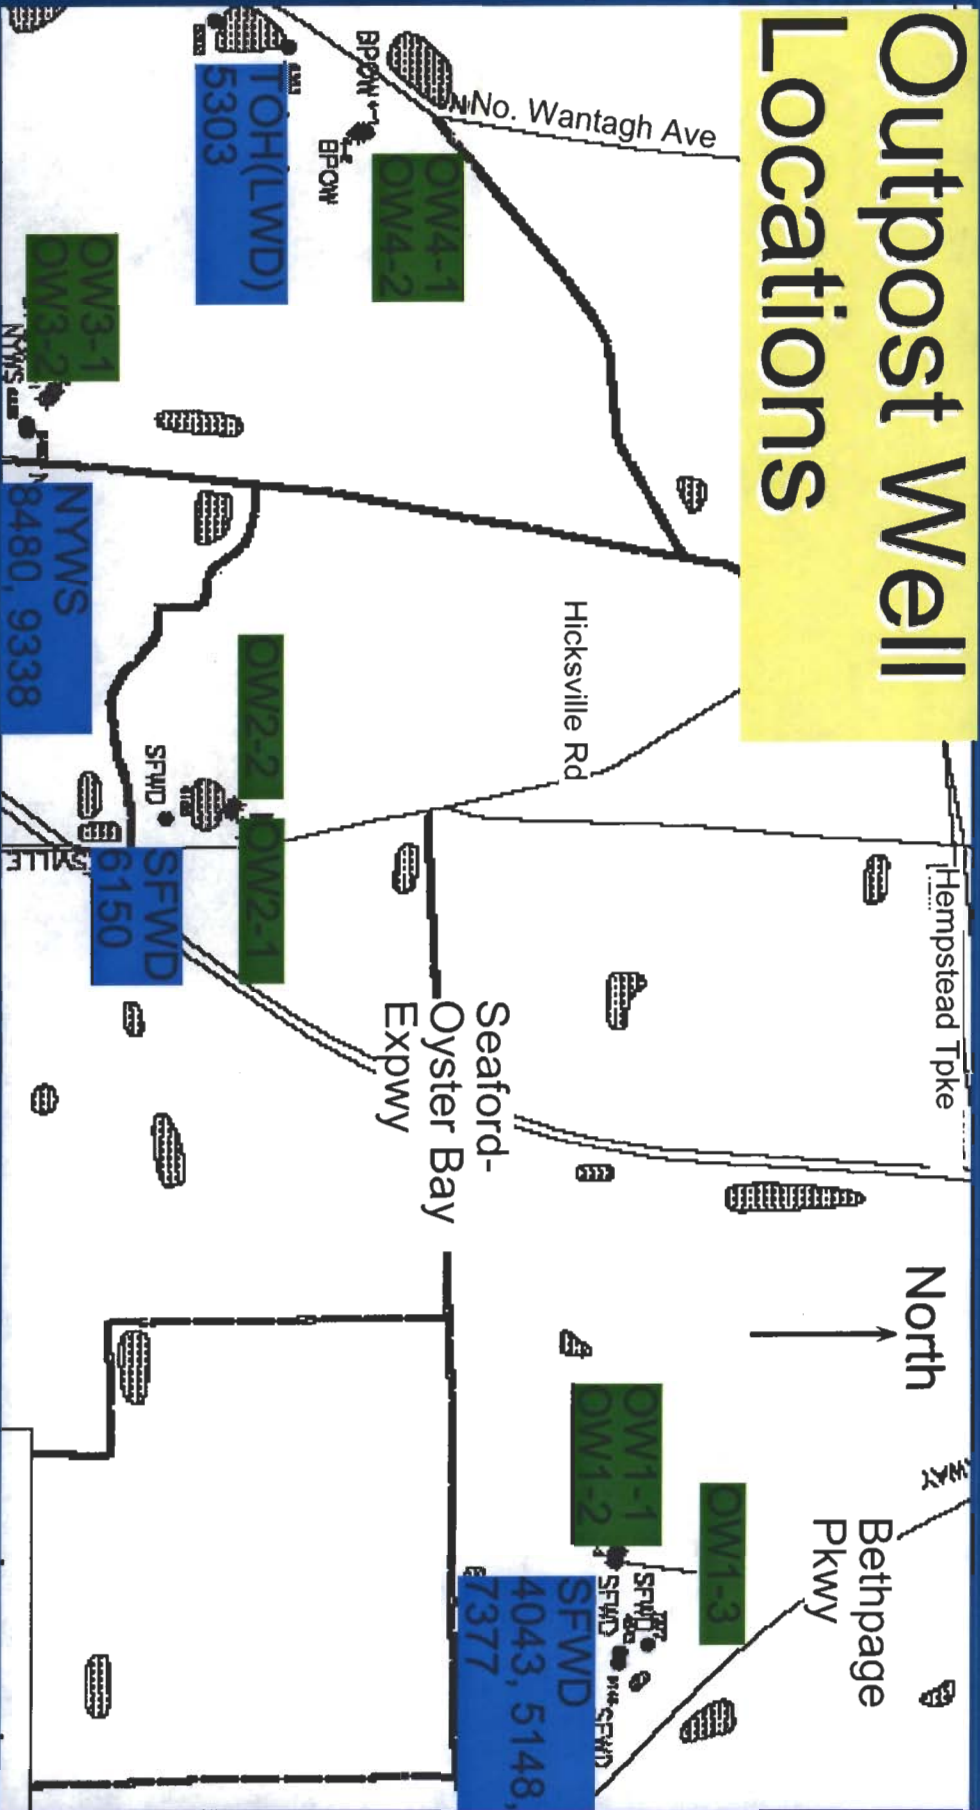 Outpost Well
Locations
Hempstead Tpke
North
No. Wantagh Ave
Bethpage
Pkwy
OW1-3
Hicksville Rd
OW1-1
OW1-2
SFWD
SFWD
SFWD
SFWD
4043, 5148,
7377
Seaford-
Oyster Bay
Expwy
OW4-1
OW4-2
BPOW
BPOW
TOH(LWD)
5303
OW2-2
OW2-1
SFWD
SFWD
6150
OW3-1
OW3-2
NYWS
NYWS
8480, 9338